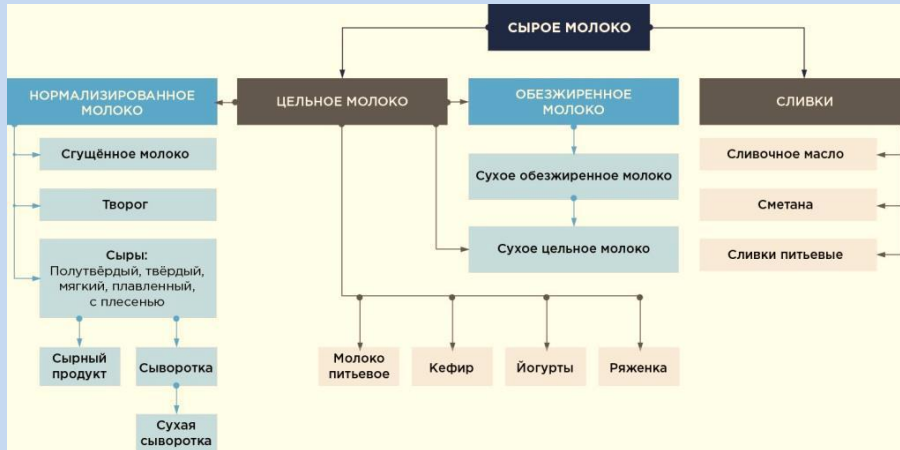 СЫРОЕ МОЛОКО
НОРМАЛИЗИРОВАННОЕ
МОЛОКО
ЦЕЛЬНОЕ МОЛОКО
ОБЕЗЖИРЕННОЕ
МОЛОКО
СЛИВКИ
Сгущённое молоко
Творог
Сыры:
Полутвёрдый, твёрдый,
мягкий, плавленный,
с плесенью
Сырный
продукт
Сыворотка
Сухая
сыворотка
Молоко
питьевое
Кефир
Йогурты
Ряженка
Сухое обезжиренное молоко
Сухое цельное молоко
Сливочное масло
Сметана
Сливки питьевые